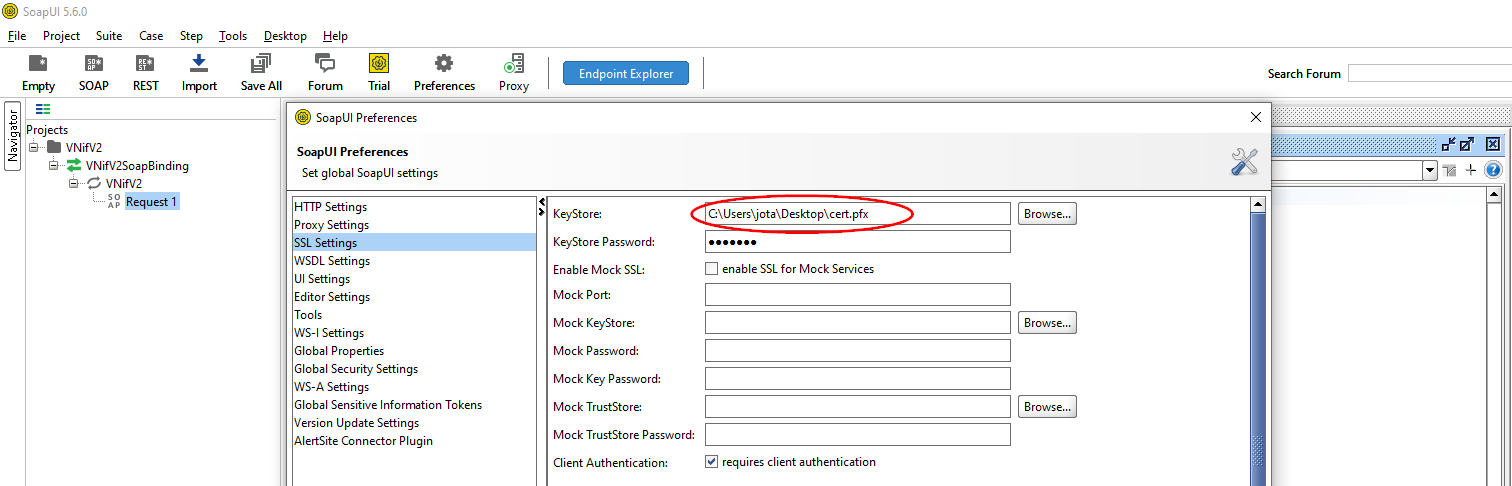 SoapUI 5.6.0
File Project Suite Case Step Tools Desktop Help
Empty SOAP REST Import Save All Forum Trial Preferences Proxy Endpoint Explorer Search Forum
Navigator
Projects
VNifV2
VNifV2SoapBinding
VNifV2
SO
AP
Request 1
SoapUI Preferences
SoapUI Preferences
Set global SoapUI settings
HTTP Settings
Proxy Settings
SSL Settings
WSDL Settings
UI Settings
Editor Settings
Tools
WS-I Settings
Global Properties
Global Security Settings
WS-A Settings
Global Sensitive Information Tokens
Version Update Settings
AlertSite Connector Plugin
KeyStore: C:\Users\jota\Desktop\cert.pfx Browse...
KeyStore Password: •••••••
Enable Mock SSL: enable SSL for Mock Services
Mock Port:
Mock KeyStore: Browse...
Mock Password:
Mock Key Password:
Mock TrustStore: Browse...
Mock TrustStore Password:
Client Authentication: requires client authentication